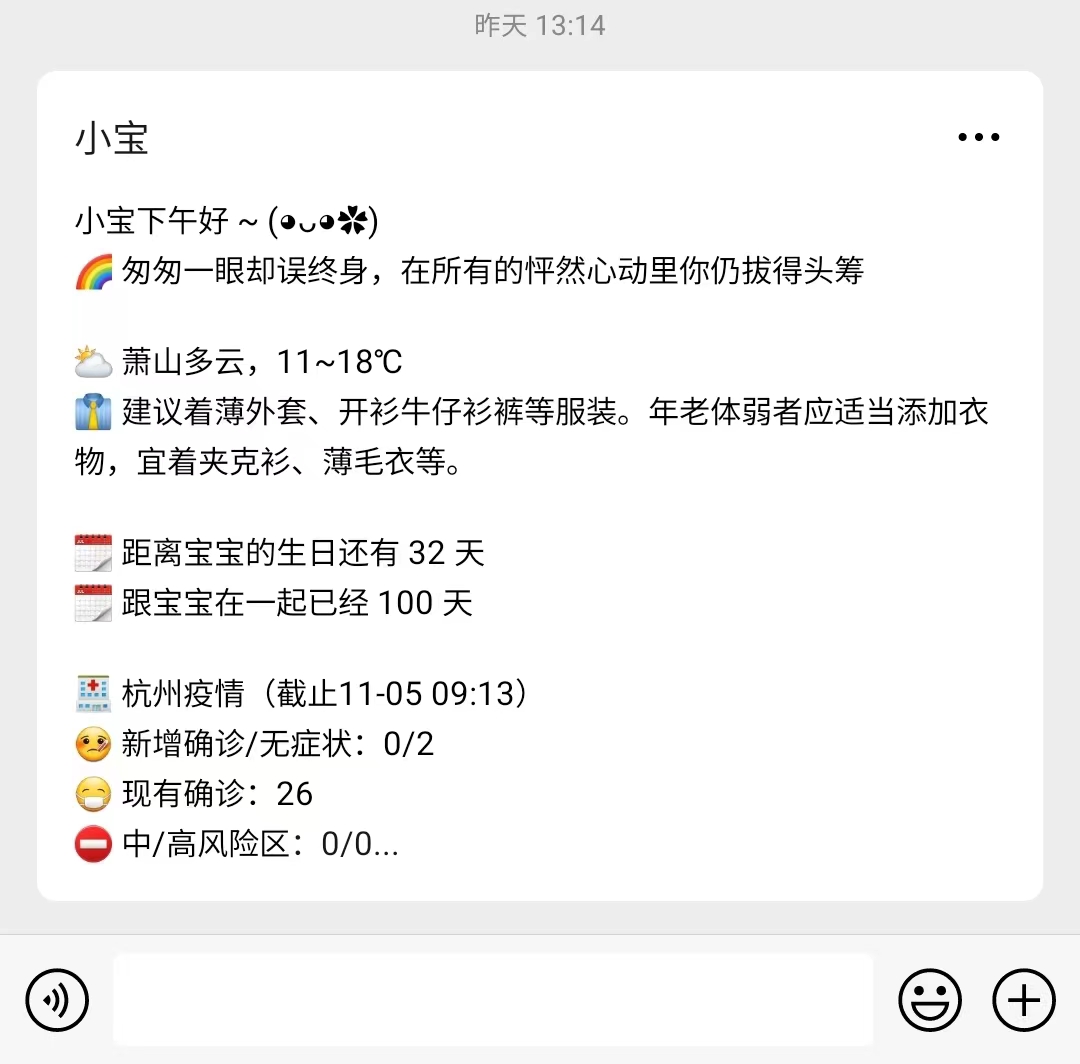 昨天 13:14
小宝
小宝下午好 ~ (◕ᴗ◕✽)
🌈 匆匆一眼却误终身，在所有的怦然心动里你仍拔得头筹
⛅ 萧山多云，11~18℃
👔 建议着薄外套、开衫牛仔衫裤等服装。年老体弱者应适当添加衣
物，宜着夹克衫、薄毛衣等。
📅 距离宝宝的生日还有 32 天
📅 跟宝宝在一起已经 100 天
🏥 杭州疫情（截止11-05 09:13）
🤒 新增确诊/无症状：0/2
😷 现有确诊：26
⛔ 中/高风险区：0/0...